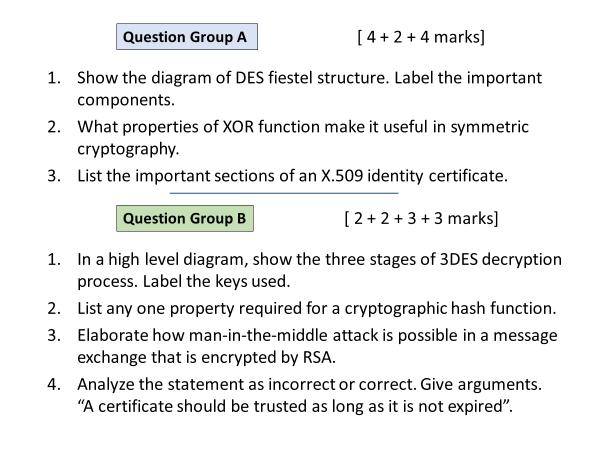 Question Group A [ 4 + 2 + 4 marks]
1. Show the diagram of DES fiestel structure. Label the important
components.
2. What properties of XOR function make it useful in symmetric
cryptography.
3. List the important sections of an X.509 identity certificate.
Question Group B [ 2 + 2 + 3 + 3 marks]
1. In a high level diagram, show the three stages of 3DES decryption
process. Label the keys used.
2. List any one property required for a cryptographic hash function.
3. Elaborate how man-in-the-middle attack is possible in a message
exchange that is encrypted by RSA.
4. Analyze the statement as incorrect or correct. Give arguments.
“A certificate should be trusted as long as it is not expired”.